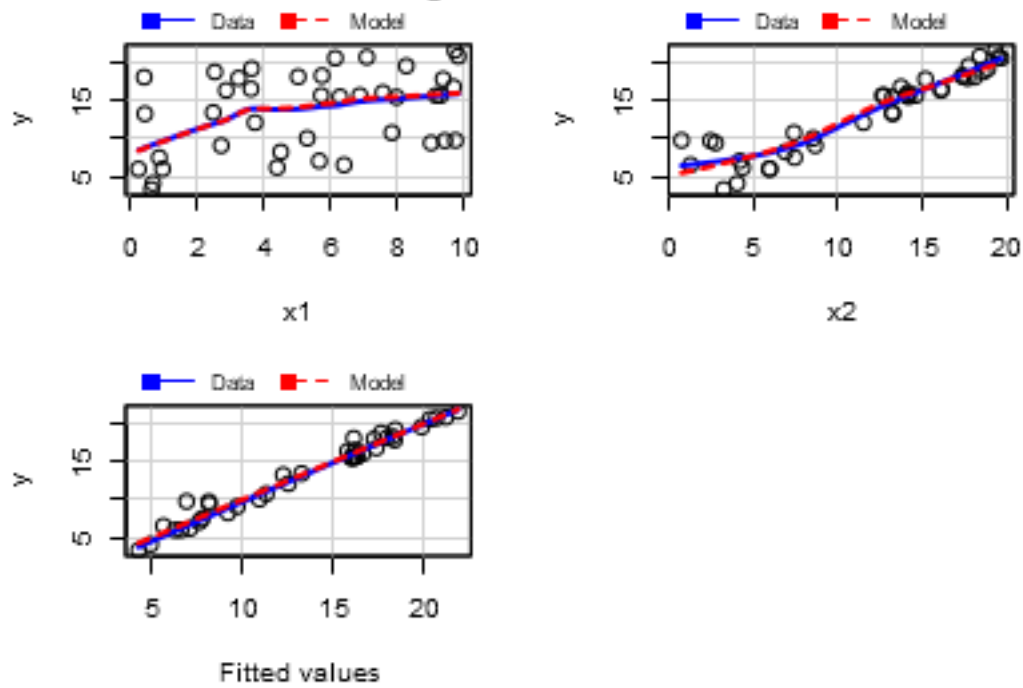 Data Model Data Model
y 5 15 y 5 15
0 2 4 6 8 10 0 5 10 15 20
x1 x2
Data Model
y 5 15
5 10 15 20
Fitted values